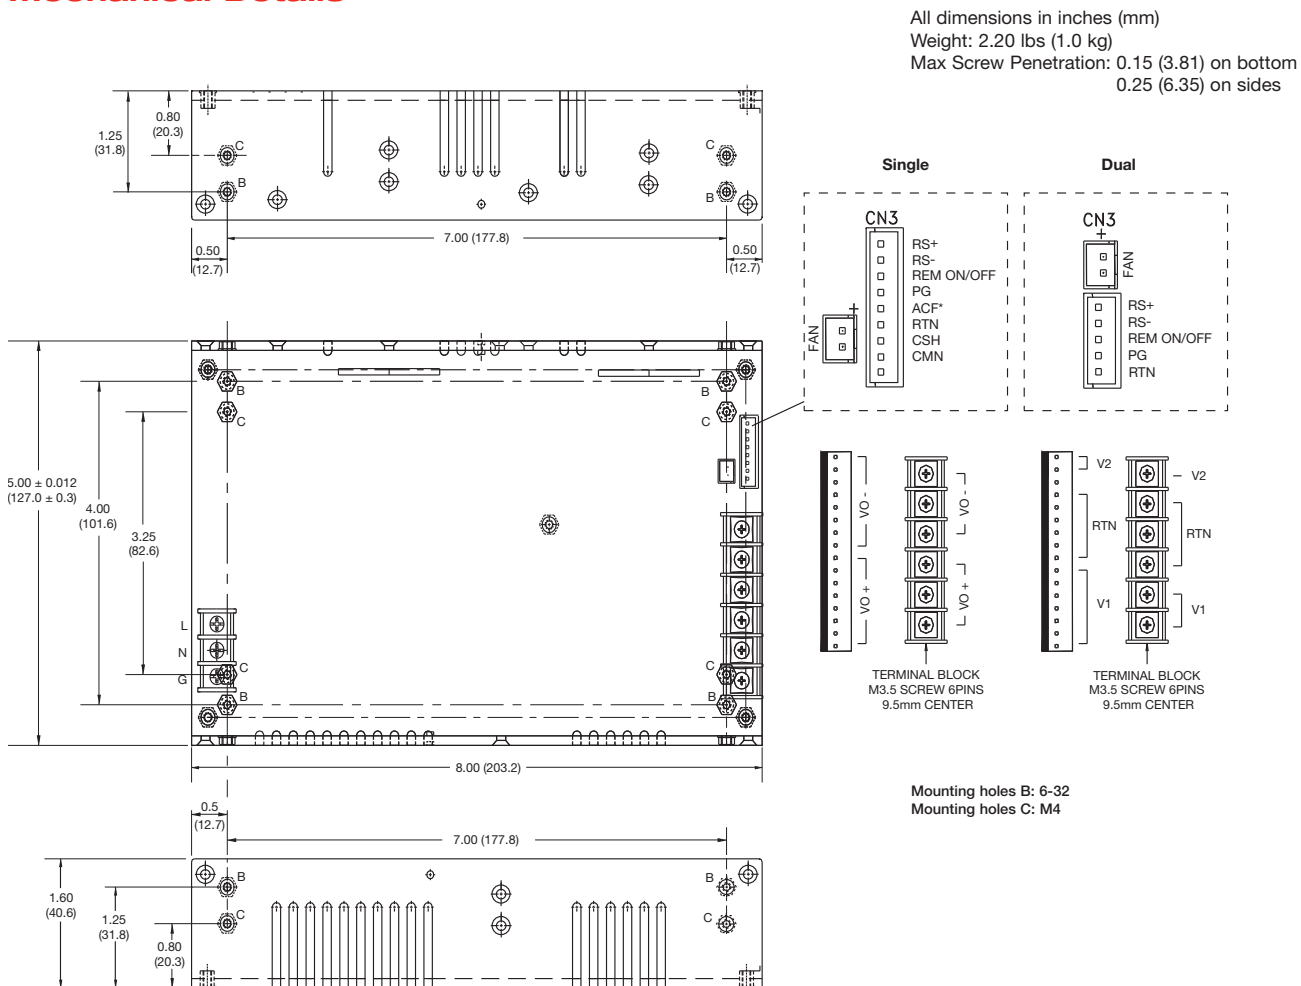 Mechanical Details
All dimensions in inches (mm)
Weight: 2.20 lbs (1.0 kg)
Max Screw Penetration: 0.15 (3.81) on bottom
0.25 (6.35) on sides
1.25
(31.8)
0.80
(20.3)
C
B
C
B
7.00 (177.8)
0.50
(12.7)
0.50
(12.7)
Single
CN3
RS+
RS-
REM ON/OFF
PG
ACF*
RTN
CSH
CMN
+
FAN
Dual
CN3
+
FAN
RS+
RS-
REM ON/OFF
PG
RTN
5.00 ± 0.012
(127.0 ± 0.3)
4.00
(101.6)
3.25
(82.6)
B
C
B
C
L
N
G
C
B
C
B
8.00 (203.2)
VO -
VO +
VO -
VO +
TERMINAL BLOCK
M3.5 SCREW 6PINS
9.5mm CENTER
V2
RTN
V1
V2
RTN
V1
TERMINAL BLOCK
M3.5 SCREW 6PINS
9.5mm CENTER
Mounting holes B: 6-32
Mounting holes C: M4
0.5
(12.7)
7.00 (177.8)
1.60
(40.6)
1.25
(31.8)
0.80
(20.3)
B
C
B
C